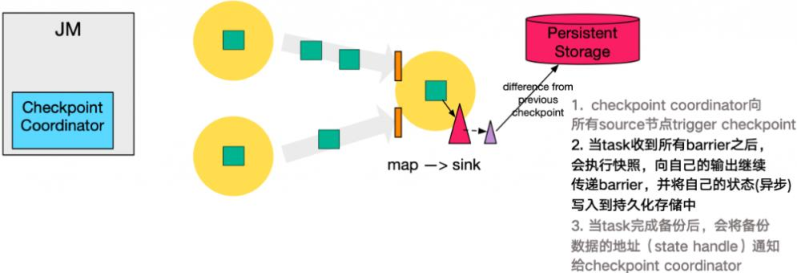 JM
Checkpoint
Coordinator
map —> sink
Persistent
Storage
difference from
previous
checkpoint
1. checkpoint coordinator向
所有source节点trigger checkpoint
2. 当task收到所有barrier之后，
会执行快照，向自己的输出继续
传递barrier，并将自己的状态(异步)
写入到持久化存储中
3. 当task完成备份后，会将备份
数据的地址（state handle）通知
给checkpoint coordinator